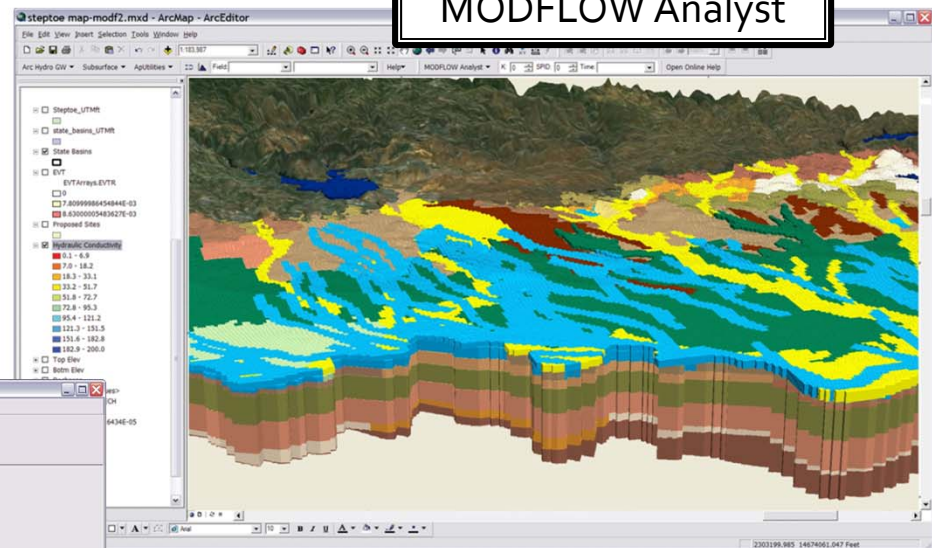 MODFLOW Analyst
steptoe map-modf2.mxd - ArcMap - ArcEditor
File Edit View Insert Selection Tools Window Help
1:183,987
Arc Hydro GW Subsurface ApUtilities Field: Help MODFLOW Analyst K: 0 SPID: 0 Time: Open Online Help
Steptoe_UTMft
state_basins_UTMft
State Basins
EVT
EVTArrays.EVTR
0
7.80999986454844E-03
8.63000005483627E-03
Proposed Sites
Hydraulic Conductivity
0.1 - 6.9
7.0 - 18.2
18.3 - 33.1
33.2 - 51.7
51.8 - 72.7
72.8 - 95.3
95.4 - 121.2
121.3 - 151.5
151.6 - 182.8
182.9 - 200.0
Top Elev
Botm Elev
ues>
CH
6434E-05
Arial 10 B I U A
2303199.985 14674061.047 Feet